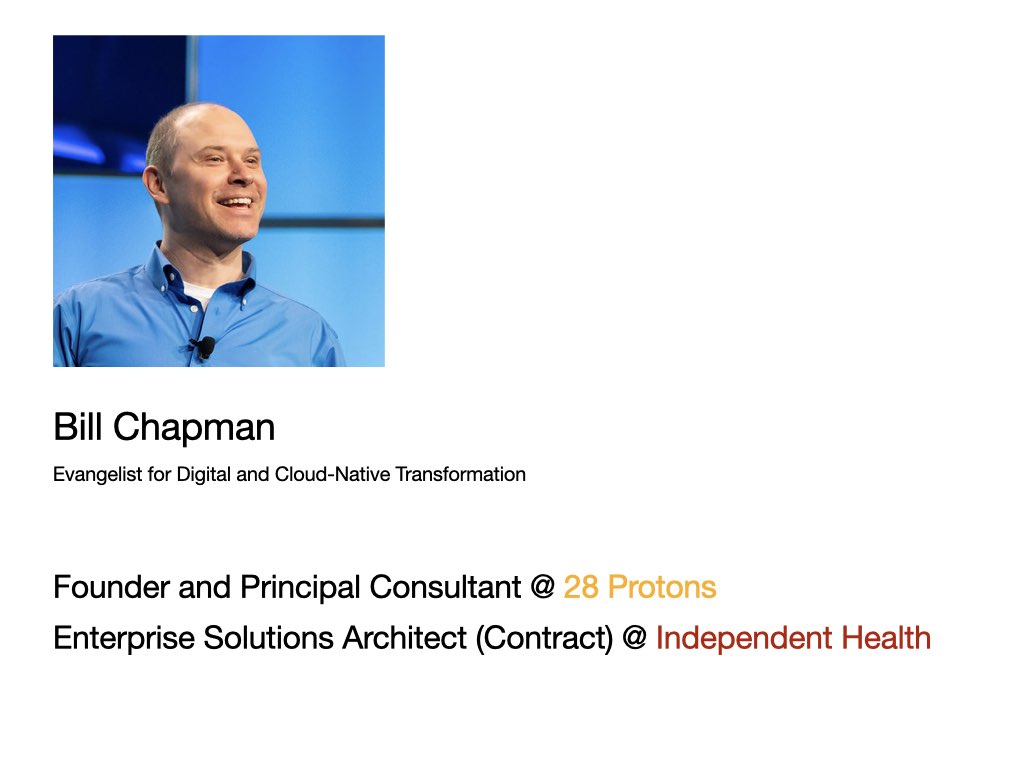 Bill Chapman
Evangelist for Digital and Cloud-Native Transformation
Founder and Principal Consultant @ 28 Protons
Enterprise Solutions Architect (Contract) @ Independent Health